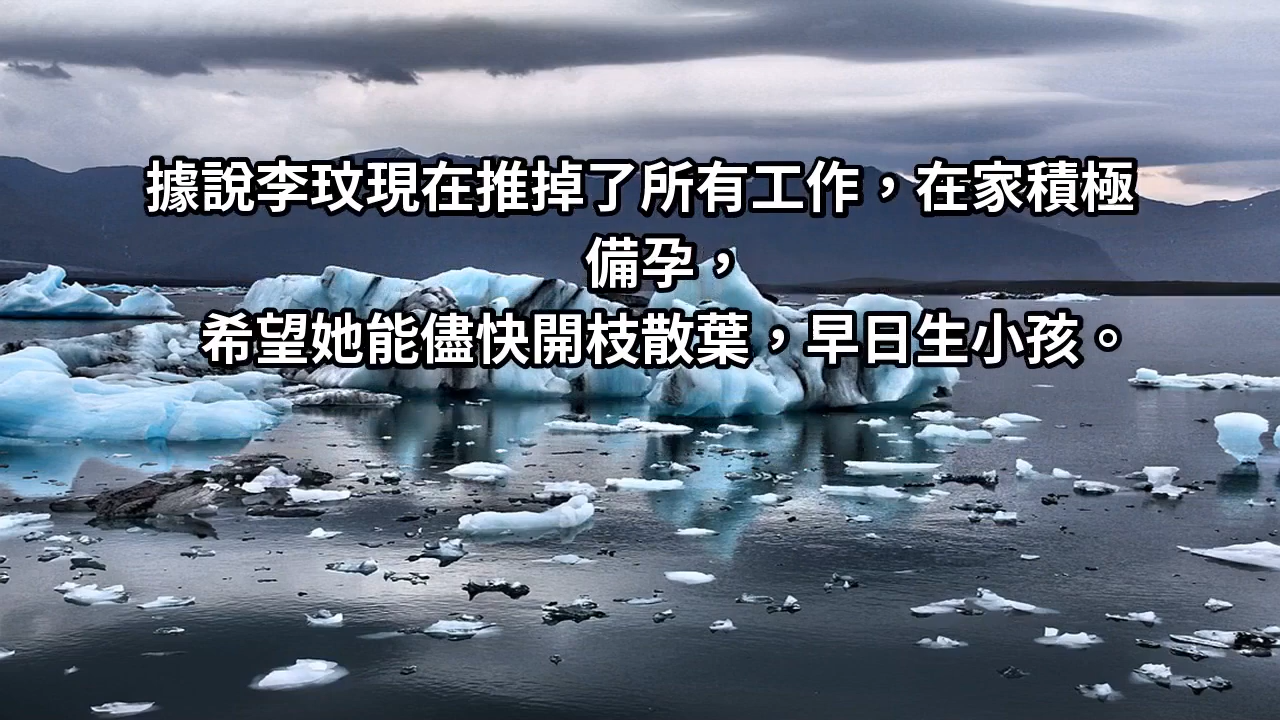 據說李玟現在推掉了所有工作，在家積極
備孕，
希望她能儘快開枝散葉，早日生小孩。